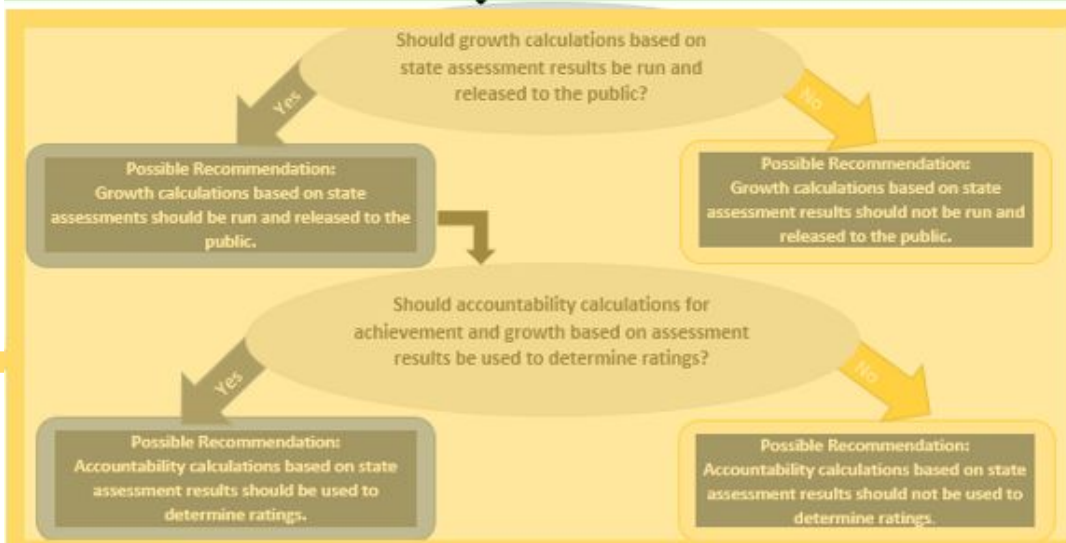 Should growth calculations based on
state assessment results be run and
released to the public?
Yes
No
Possible Recommendation:
Growth calculations based on state
assessments should be run and released to the
public.
Possible Recommendation:
Growth calculations based on state
assessment results should not be run and
released to the public.
Should accountability calculations for
achievement and growth based on assessment
results be used to determine ratings?
Yes
No
Possible Recommendation:
Accountability calculations based on state
assessment results should be used to
determine ratings.
Possible Recommendation:
Accountability calculations based on state
assessment results should not be used to
determine ratings.